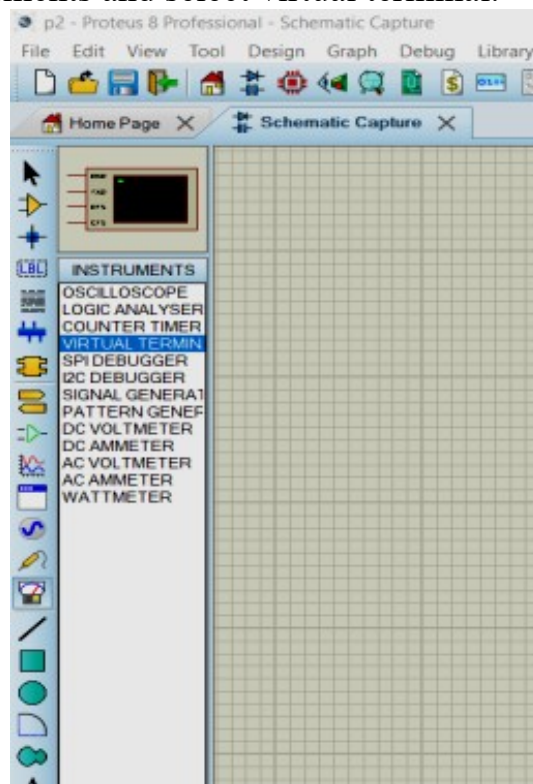 p2 - Proteus 8 Professional - Schematic Capture
File Edit View Tool Design Graph Debug Library
Home Page Schematic Capture
LBL
INSTRUMENTS
OSCILLOSCOPE
LOGIC ANALYSER
COUNTER TIMER
VIRTUAL TERMIN
SPI DEBUGGER
I2C DEBUGGER
SIGNAL GENERAT
PATTERN GENER
DC VOLTMETER
DC AMMETER
AC VOLTMETER
AC AMMETER
WATTMETER